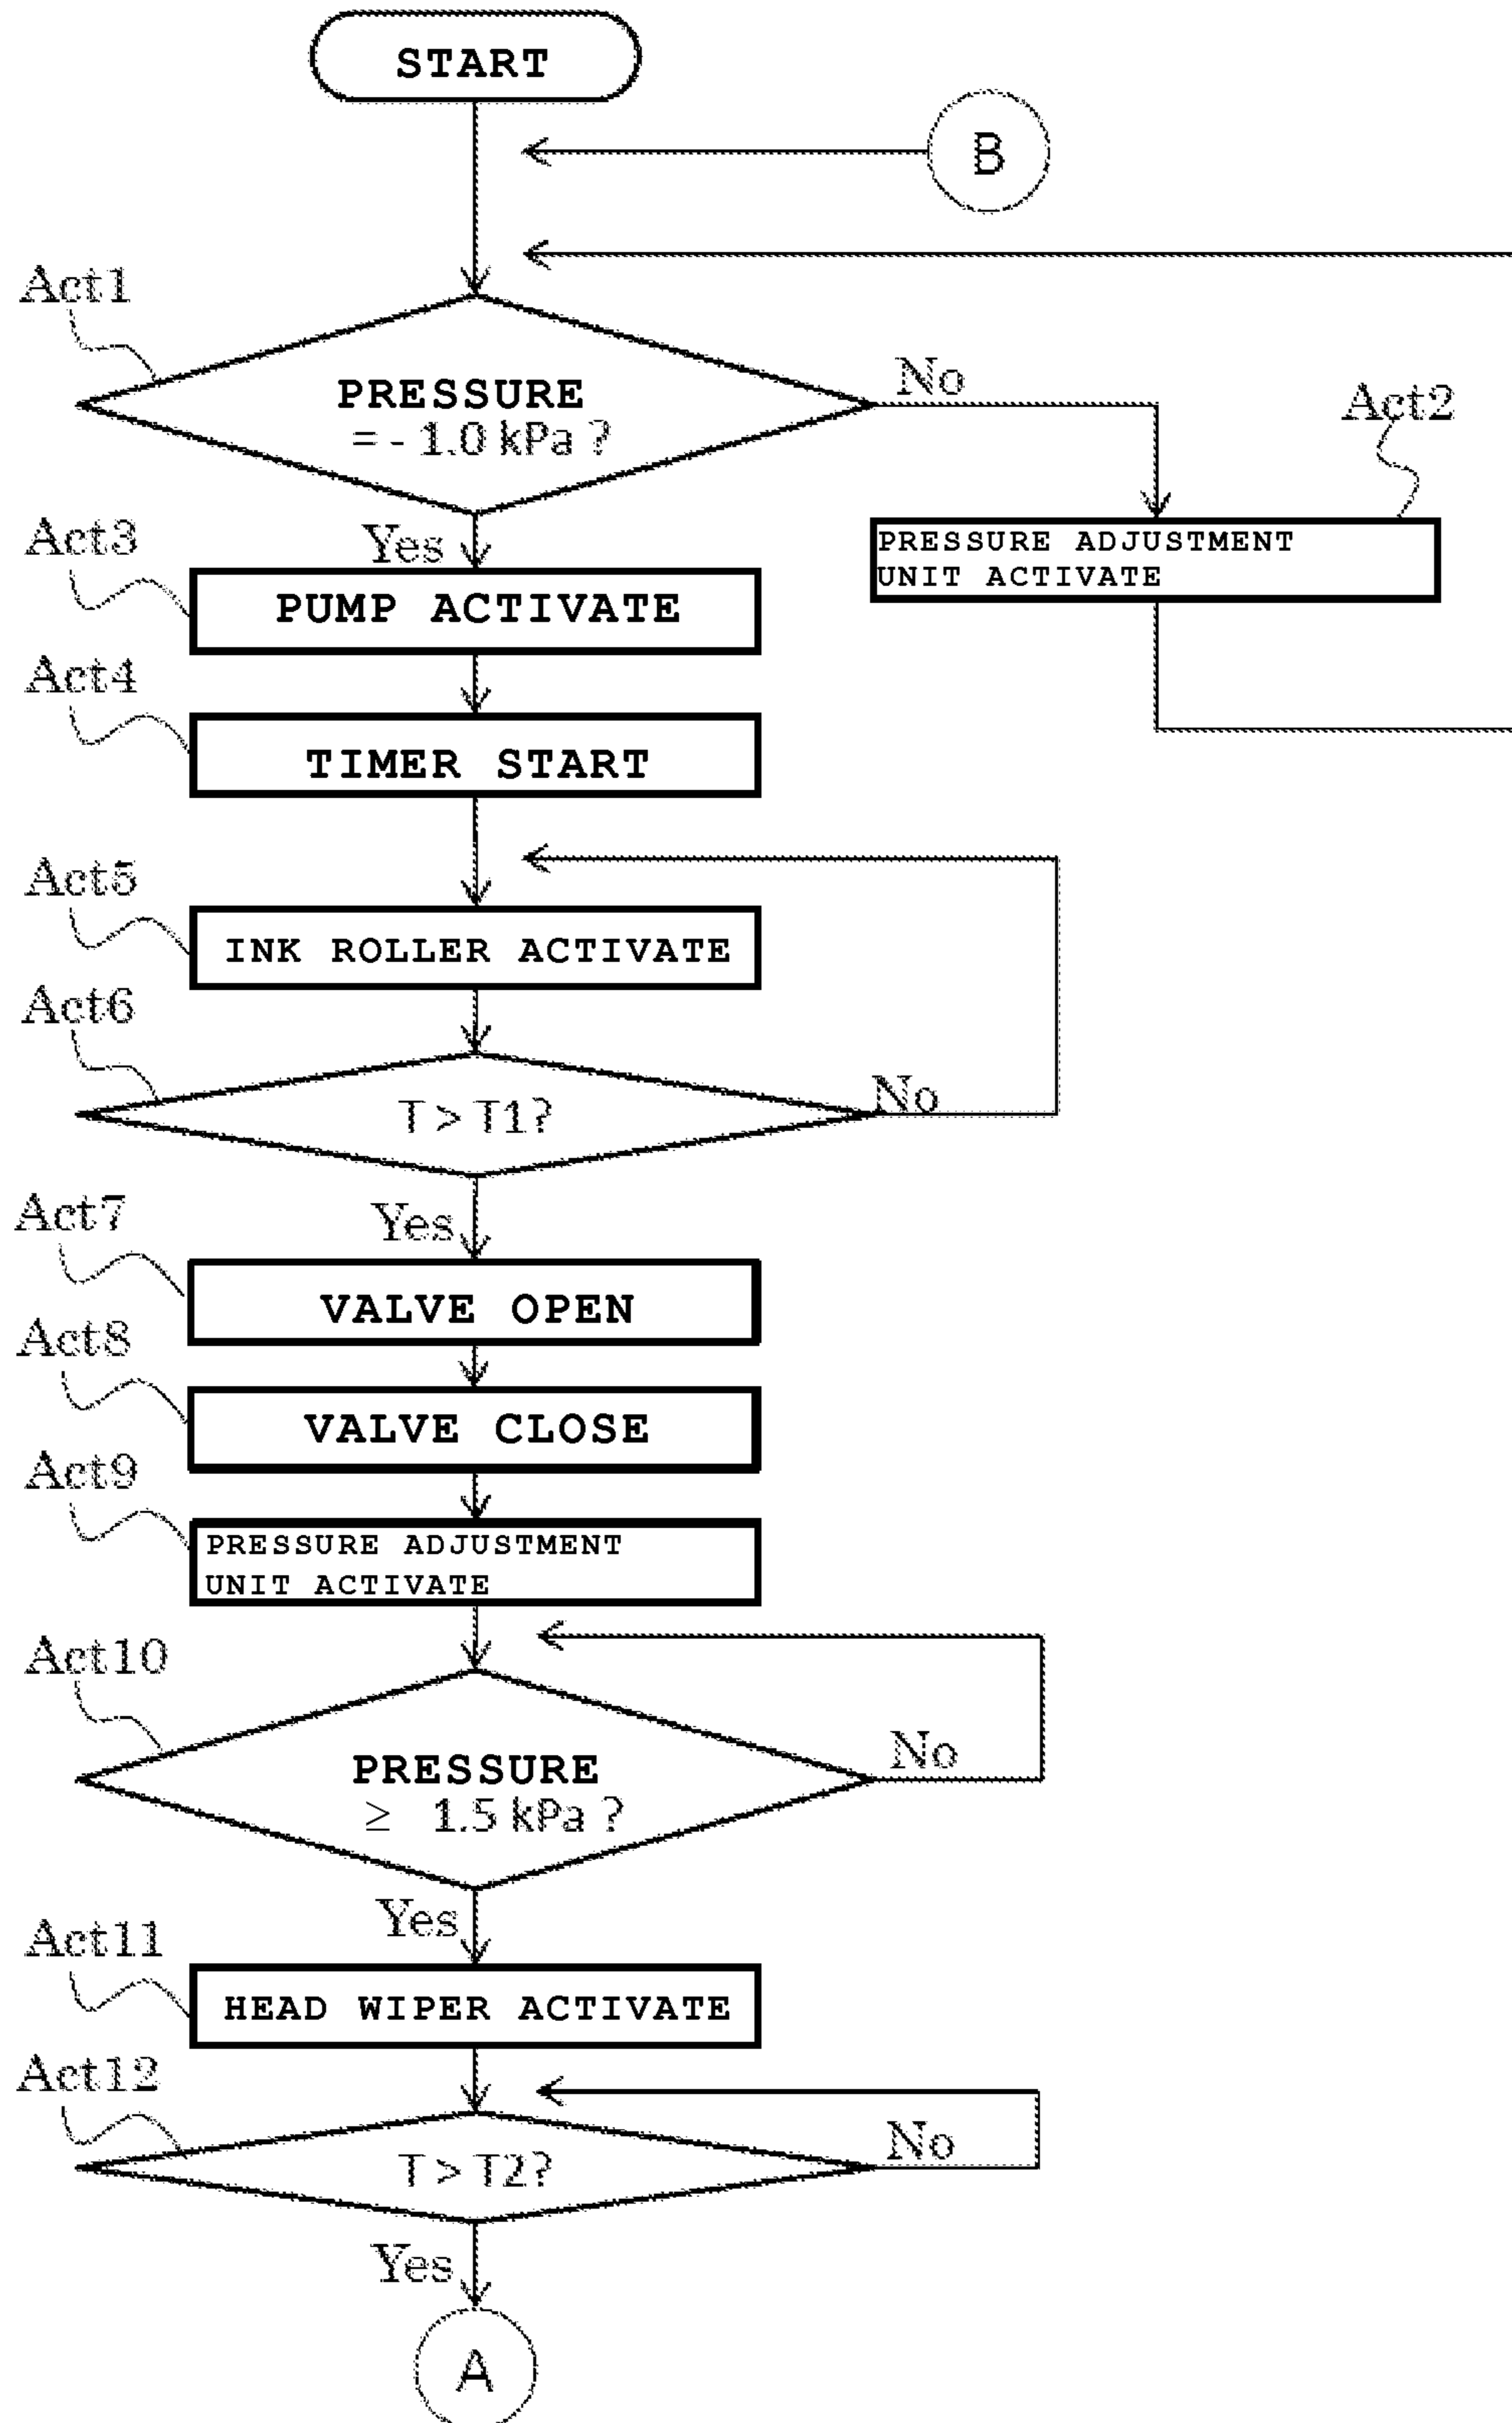 START
B
Act1
PRESSURE
= - 1.0 kPa ?
No
Act2
PRESSURE ADJUSTMENT
UNIT ACTIVATE
Yes
Act3
PUMP ACTIVATE
Act4
TIMER START
Act5
INK ROLLER ACTIVATE
Act6
T > T1?
No
Yes
Act7
VALVE OPEN
Act8
VALVE CLOSE
Act9
PRESSURE ADJUSTMENT
UNIT ACTIVATE
Act10
PRESSURE
≥ 1.5 kPa ?
No
Yes
Act11
HEAD WIPER ACTIVATE
Act12
T > T2?
No
Yes
A